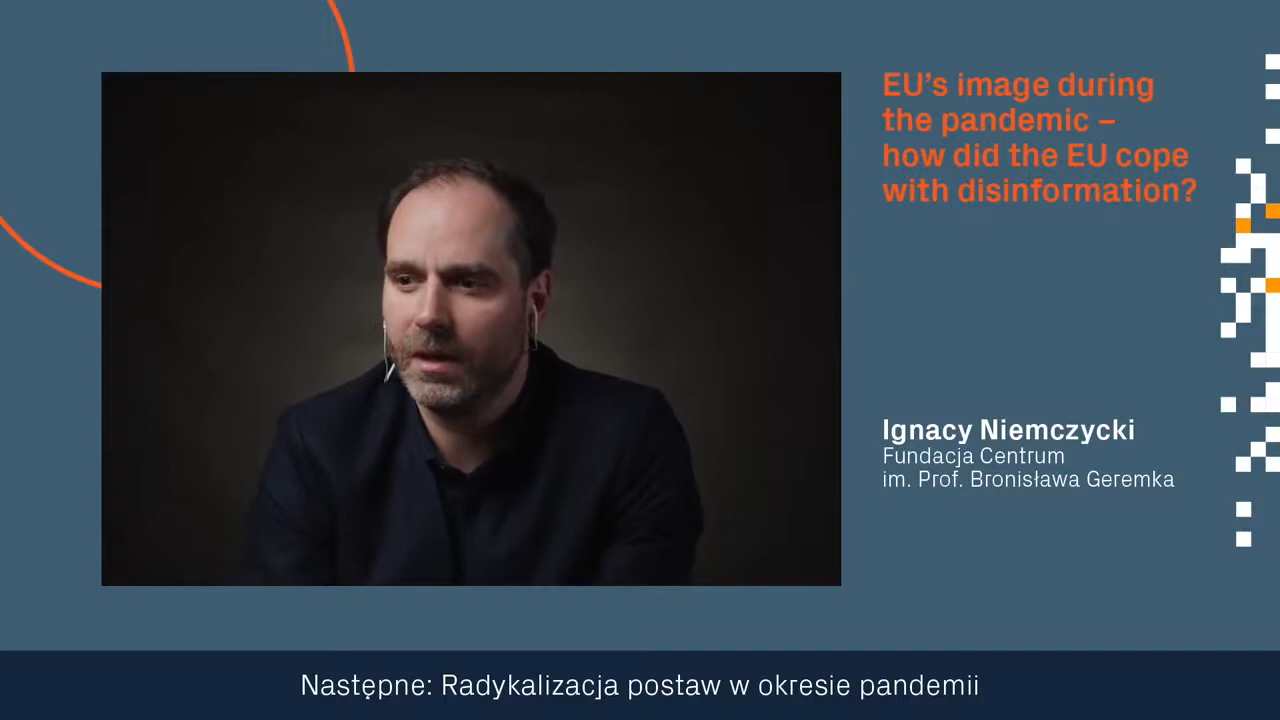 EU’s image during
the pandemic –
how did the EU cope
with disinformation?
Ignacy Niemczycki
Fundacja Centrum
im. Prof. Bronisława Geremka
Następne: Radykalizacja postaw w okresie pandemii